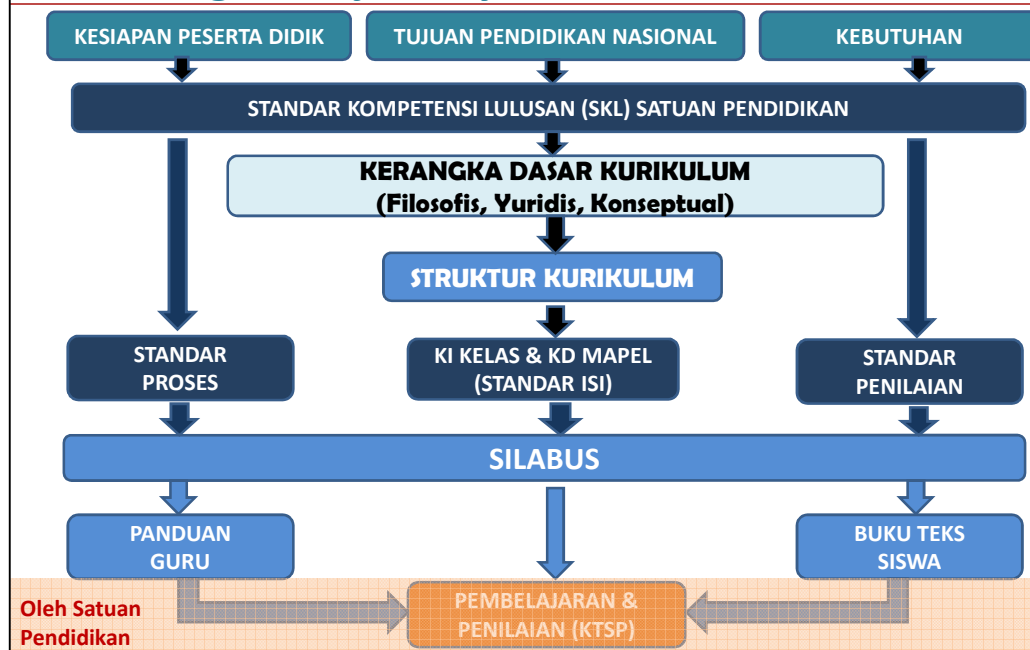 KESIAPAN PESERTA DIDIK
TUJUAN PENDIDIKAN NASIONAL
KEBUTUHAN
STANDAR KOMPETENSI LULUSAN (SKL) SATUAN PENDIDIKAN
KERANGKA DASAR KURIKULUM
(Filosofis, Yuridis, Konseptual)
STRUKTUR KURIKULUM
STANDAR
PROSES
KI KELAS & KD MAPEL
(STANDAR ISI)
STANDAR
PENILAIAN
SILABUS
PANDUAN
GURU
BUKU TEKS
SISWA
Oleh Satuan
Pendidikan
PEMBELAJARAN &
PENILAIAN (KTSP)